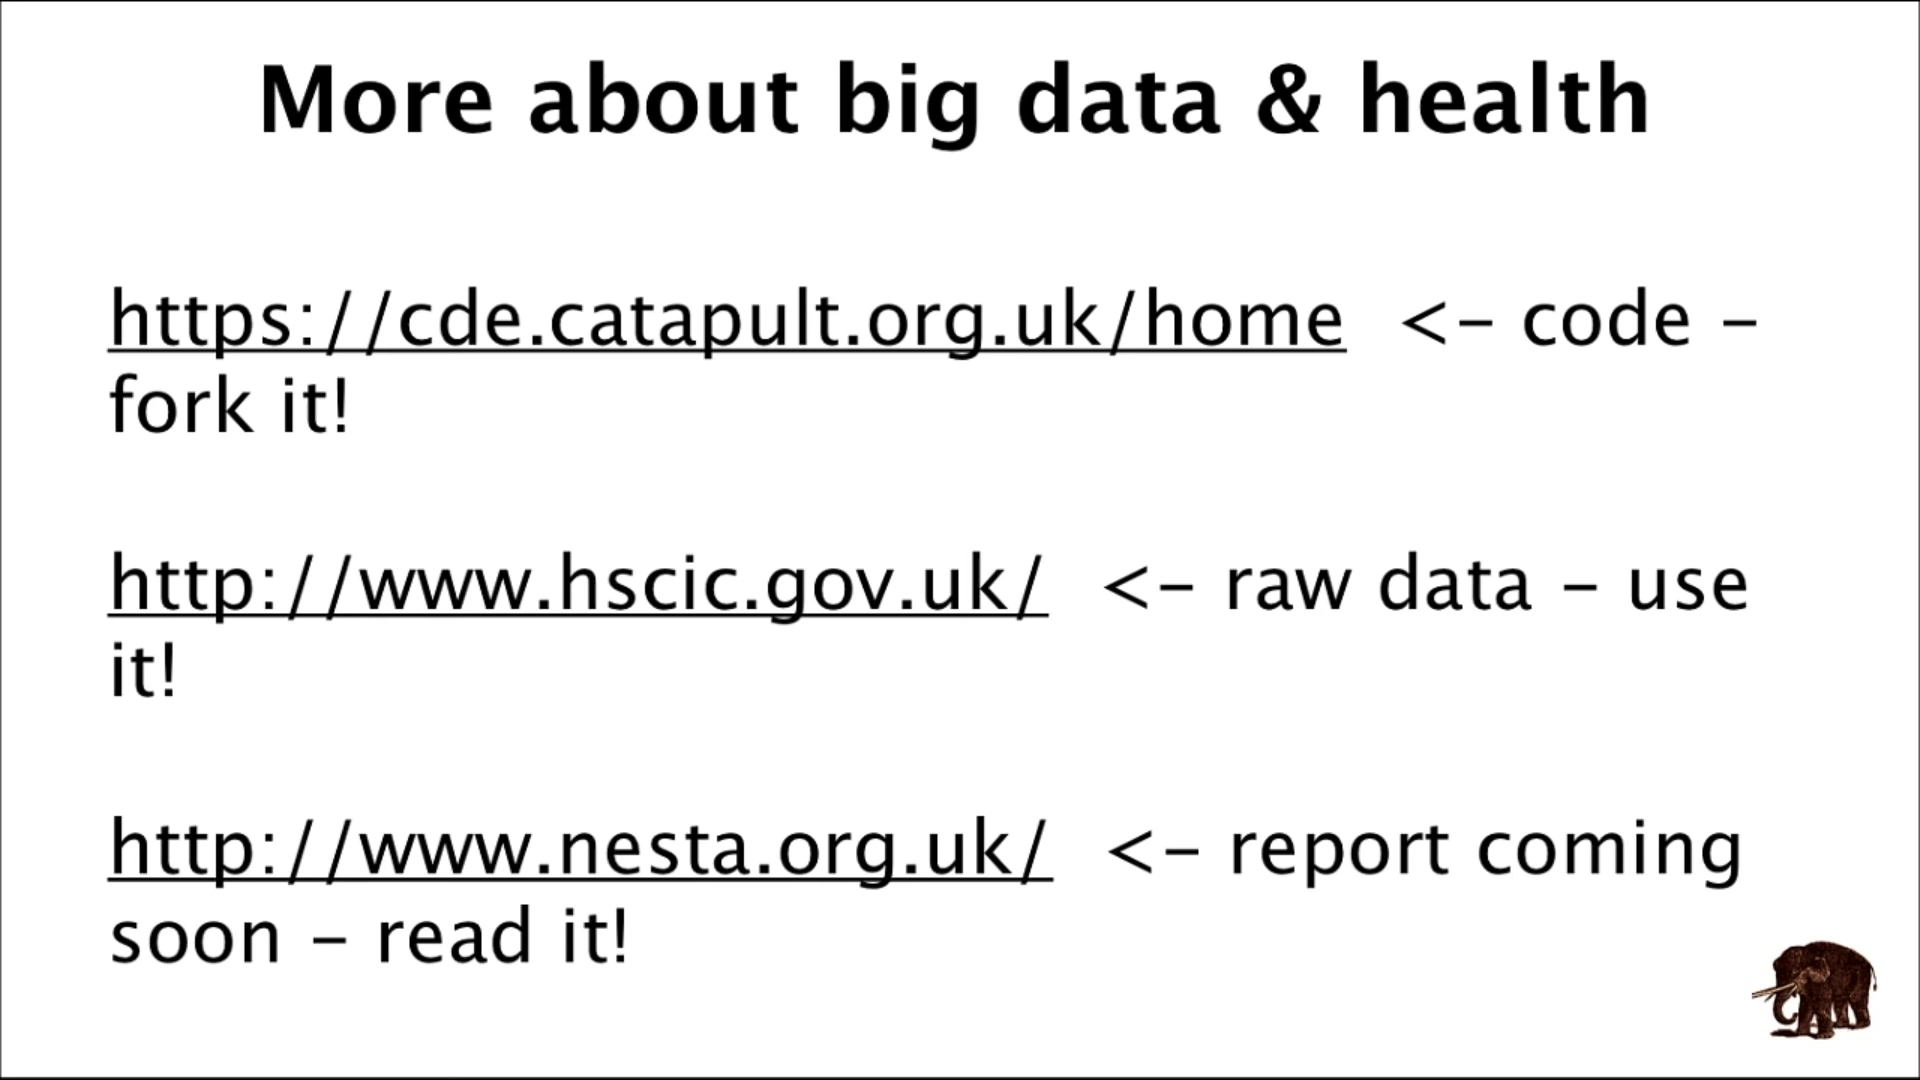 More about big data & health
https://cde.catapult.org.uk/home <- code -
fork it!
http://www.hscic.gov.uk/ <- raw data - use
it!
http://www.nesta.org.uk/ <- report coming
soon - read it!